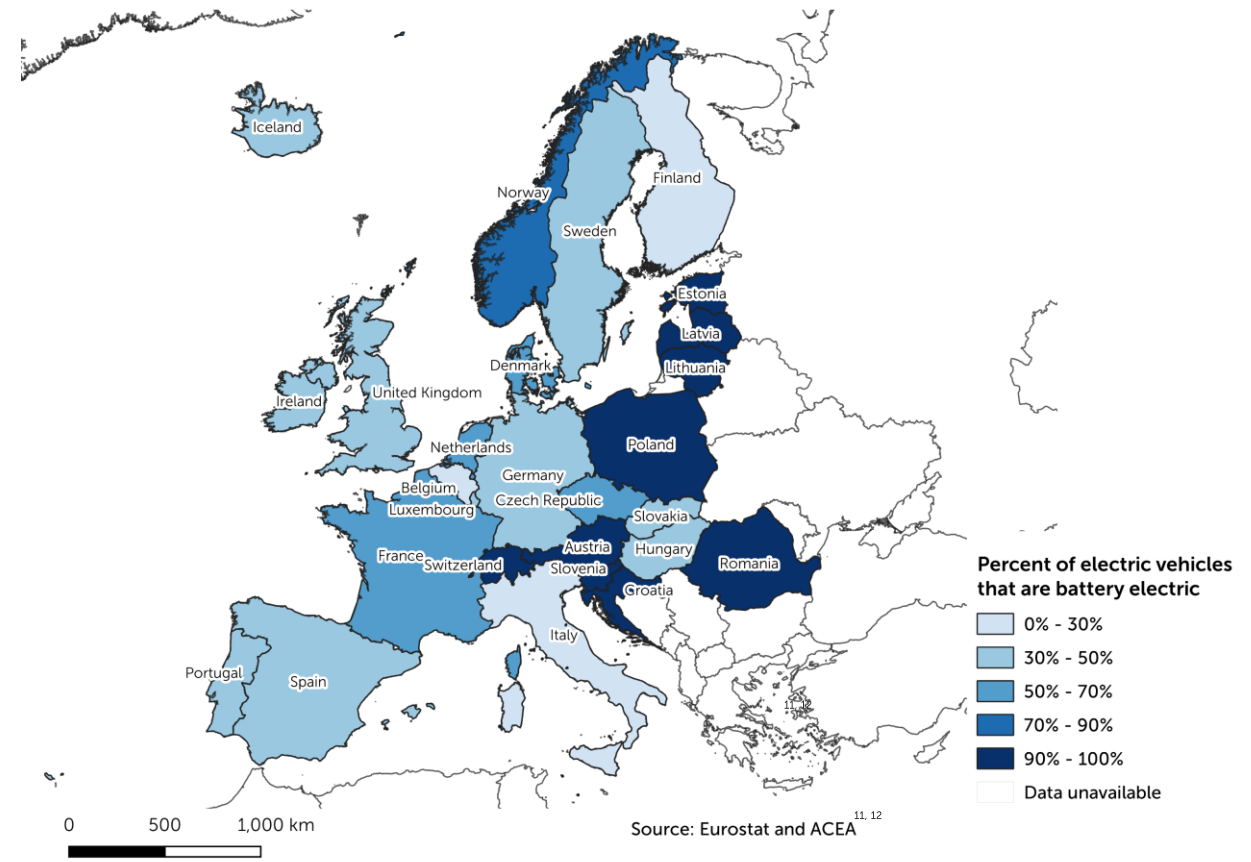 Iceland
Finland
Norway
Sweden
Estonia
Latvia
Denmark
Lithuania
United Kingdom
Ireland
Poland
Netherlands
Germany
Belgium
Czech Republic
Luxembourg
Slovakia
Austria
Hungary
France
Switzerland
Slovenia
Romania
Croatia
Italy
Portugal
Spain
11, 12
Percent of electric vehicles
that are battery electric
0% - 30%
30% - 50%
50% - 70%
70% - 90%
90% - 100%
Data unavailable
0 500 1,000 km
Source: Eurostat and ACEA 11, 12